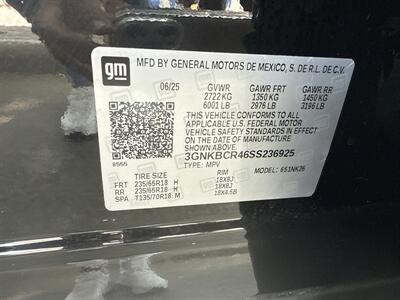 gm
MFD BY GENERAL MOTORS DE MEXICO, S. DE R.L. DE C.V.
06/25 GVWR GAWR FRT GAWR RR
2722 KG 1350 KG 1450 KG
6001 LB 2976 LB 3196 LB
THIS VEHICLE CONFORMS TO ALL
APPLICABLE U.S. FEDERAL MOTOR
VEHICLE SAFETY STANDARDS IN
EFFECT ON THE DATE OF
MANUFACTURE SHOWN ABOVE.
3GNKBCR46SS236925
TYPE: MPV MODEL: 1NK26
TIRE SIZE RIM
FRT 235/65R18 H 18X8J
RR 235/65R18 H 18X8J
SPA T135/70R18 M 18X4.5B